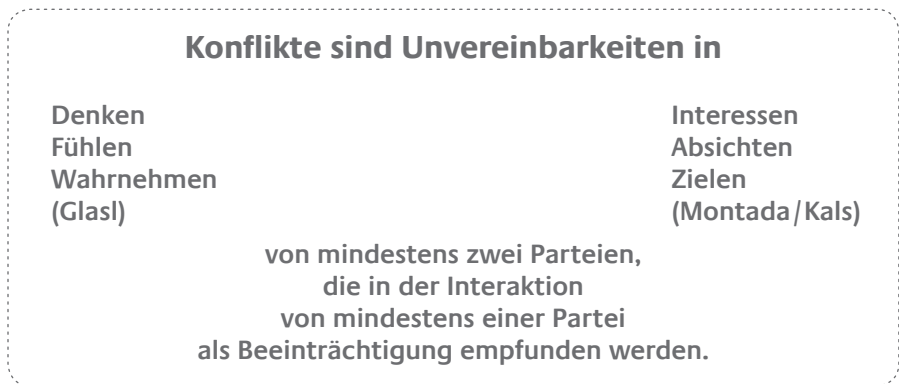 Konflikte sind Unvereinbarkeiten in
Denken
Fühlen
Wahrnehmen
(Glasl)
Interessen
Absichten
Zielen
(Montada/Kals)
von mindestens zwei Parteien,
die in der Interaktion
von mindestens einer Partei
als Beeinträchtigung empfunden werden.